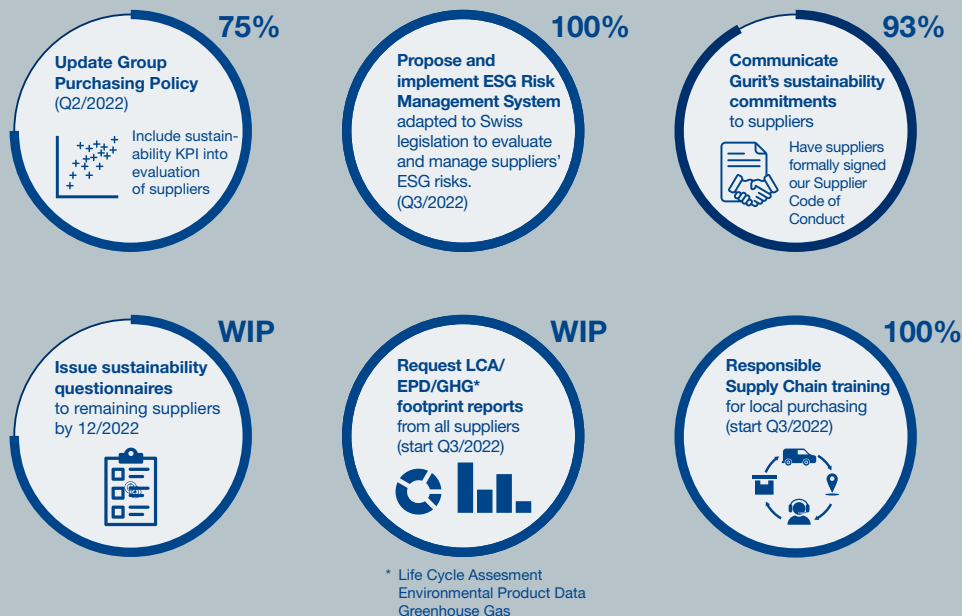 75%
Update Group
Purchasing Policy
(Q2/2022)
Include sustain-
ability KPI into
evaluation
of suppliers
100%
Propose and
implement ESG Risk
Management System
adapted to Swiss
legislation to evaluate
and manage suppliers’
ESG risks.
(Q3/2022)
93%
Communicate
Gurit’s sustainability
commitments
to suppliers
Have suppliers
formally signed
our Supplier
Code of
Conduct
WIP
Issue sustainability
questionnaires
to remaining suppliers
by 12/2022
WIP
Request LCA/
EPD/GHG*
footprint reports
from all suppliers
(start Q3/2022)
100%
Responsible
Supply Chain training
for local purchasing
(start Q3/2022)
* Life Cycle Assesment
Environmental Product Data
Greenhouse Gas